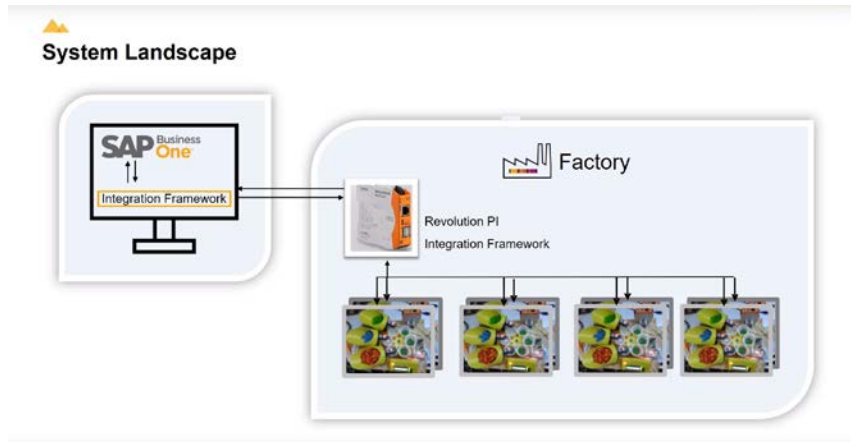 System Landscape
SAP Business One
Integration Framework
Factory
Revolution PI
Integration Framework